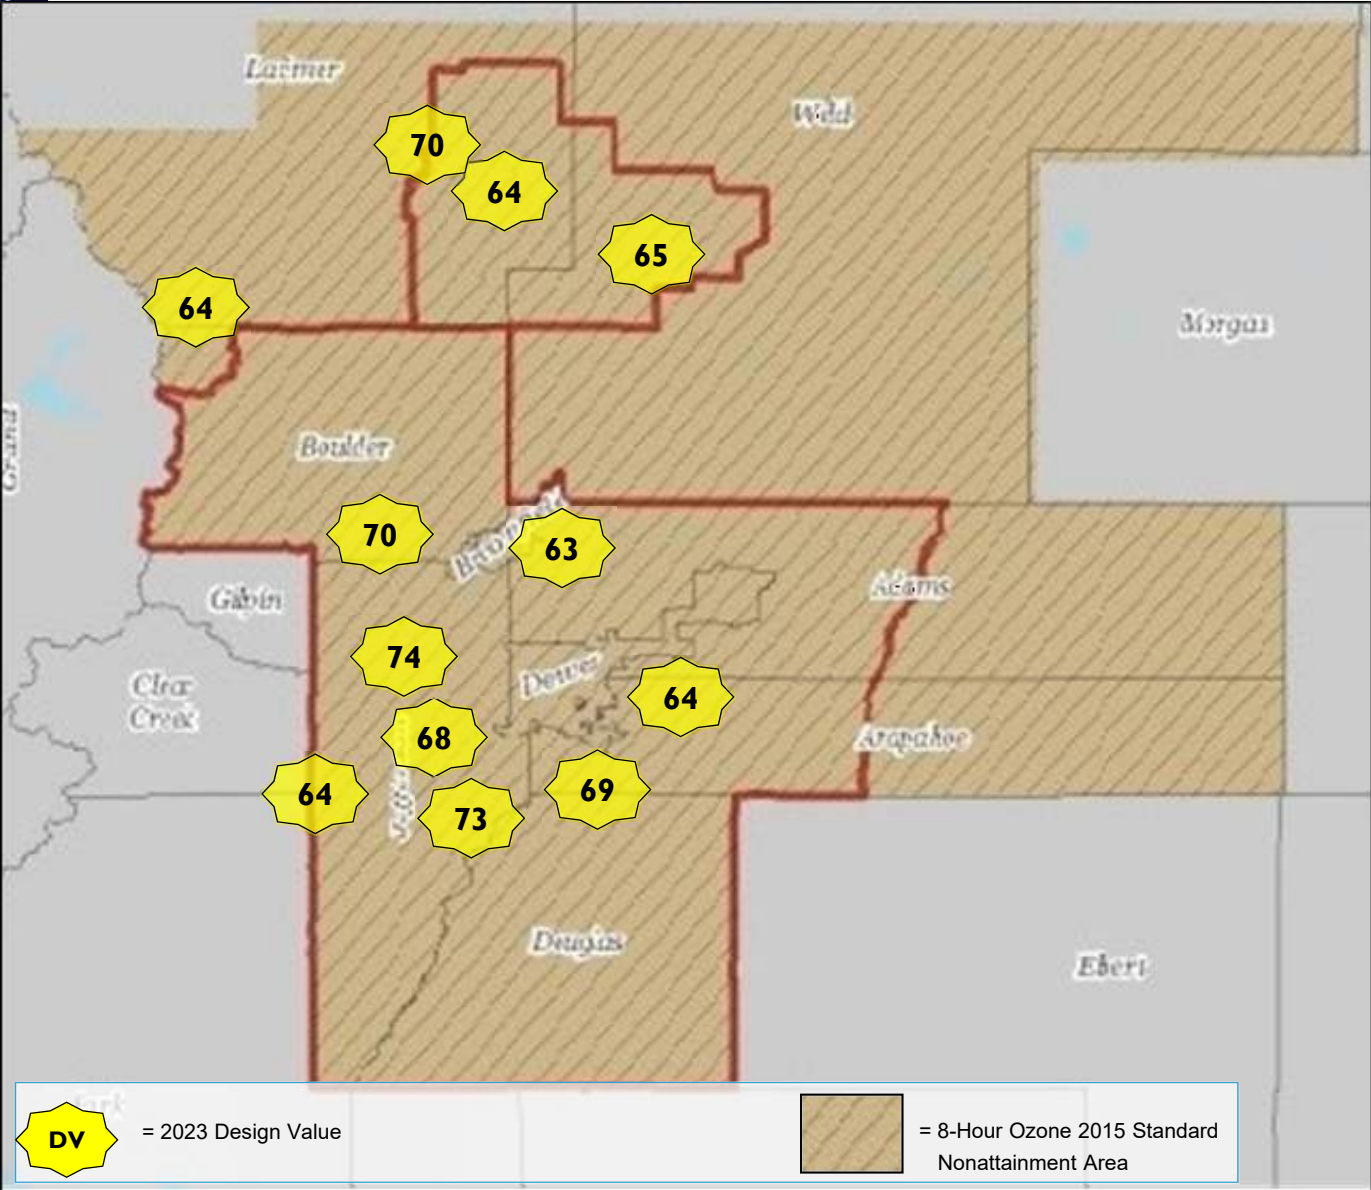 Larimer
Weld
70
64
65
64
Morgan
Grand
Boulder
70
Broomfield
63
Gilpin
Adams
74
Denver
64
Clear
Creek
68
Arapahoe
64
69
73
Douglas
Elbert
DV
= 2023 Design Value
= 8-Hour Ozone 2015 Standard
Nonattainment Area